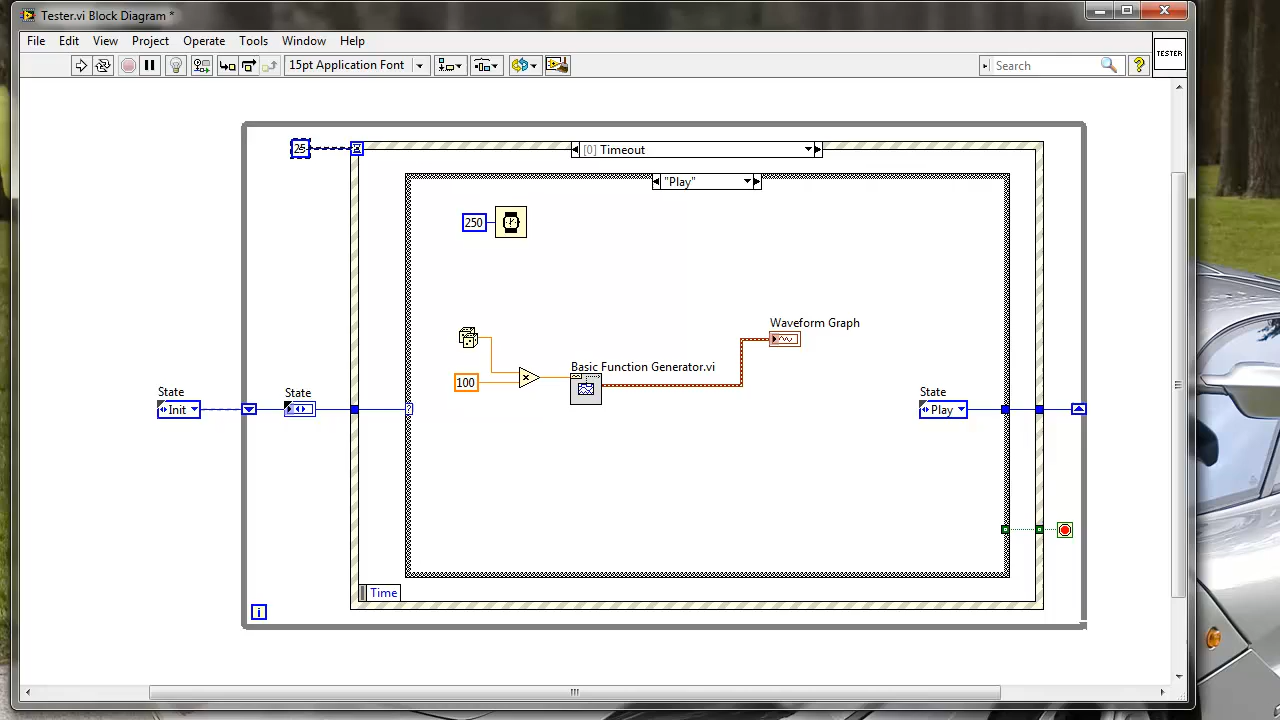 Tester.vi Block Diagram *
File Edit View Project Operate Tools Window Help
15pt Application Font
Search
?
TESTER
25
[0] Timeout
"Play"
250
Waveform Graph
Basic Function Generator.vi
100
State
Init
State
State
Play
?
Time
i